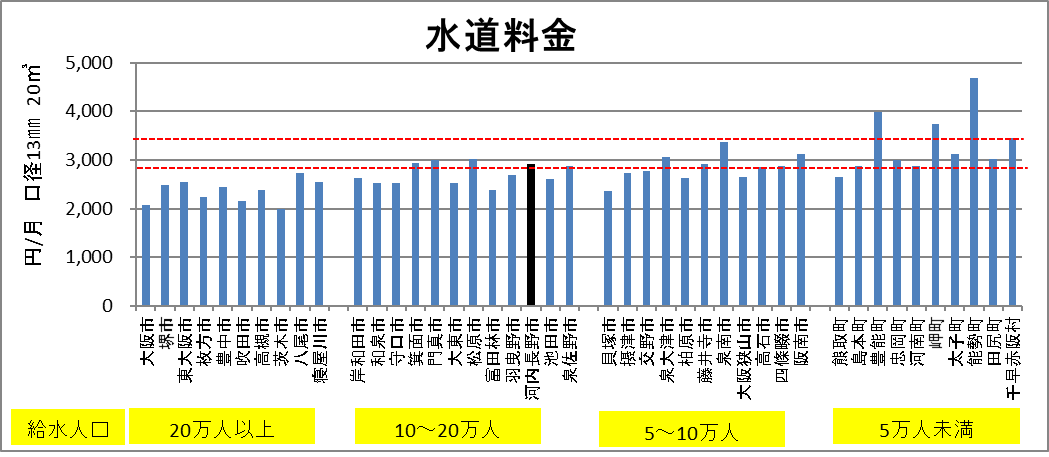 水道料金
円/月 口径13㎜ 20㎥
5,000
4,000
3,000
2,000
1,000
0
大阪市
堺市
東大阪市
枚方市
豊中市
吹田市
高槻市
茨木市
八尾市
寝屋川市
岸和田市
和泉市
守口市
箕面市
門真市
大東市
松原市
富田林市
羽曳野市
河内長野市
池田市
泉佐野市
貝塚市
摂津市
交野市
泉大津市
柏原市
藤井寺市
泉南市
大阪狭山市
高石市
四條畷市
阪南市
熊取町
島本町
豊能町
忠岡町
河南町
岬町
太子町
能勢町
田尻町
千早赤阪村
給水人口
20万人以上
10～20万人
5～10万人
5万人未満